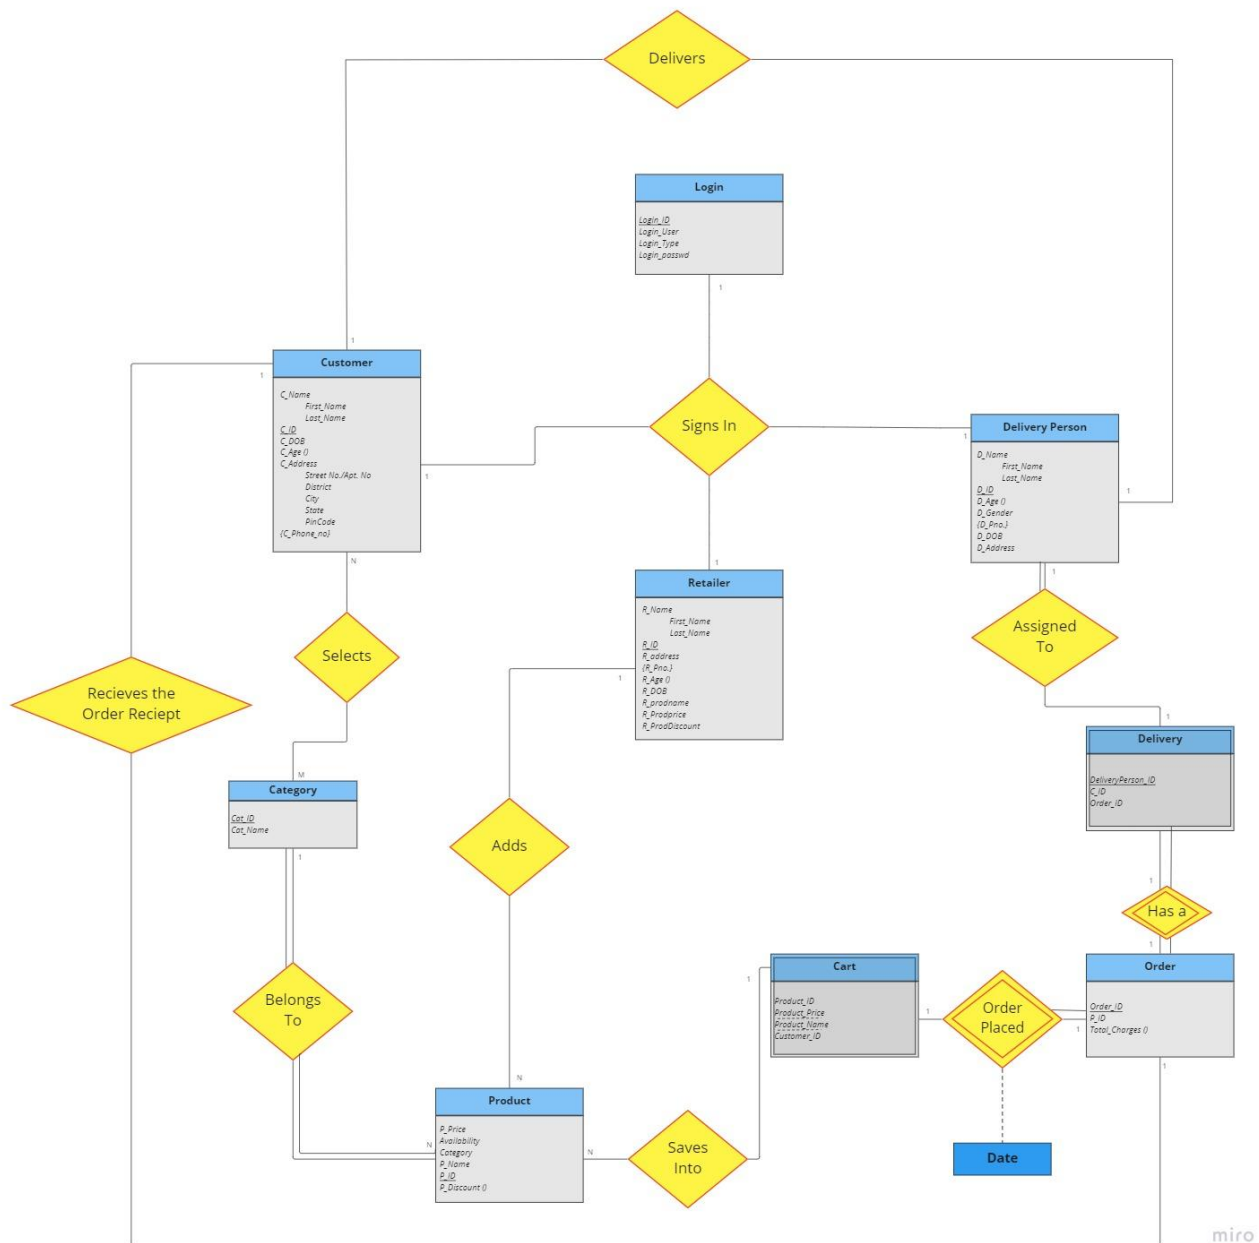 Delivers
Login
Login_ID
Login_User
Login_Type
Login_passwd
1
1
Customer
1
C_Name
First_Name
Last_Name
C_ID
C_DOB
C_Age ()
C_Address
Street No./Apt. No
District
City
State
PinCode
{C_Phone_no}
1
N
Signs In
1
Delivery Person
D_Name
First_Name
Last_Name
D_ID
D_Age ()
D_Gender
{D_Pno.}
D_DOB
D_Address
1
1
1
Retailer
R_Name
First_Name
Last_Name
R_ID
R_address
{R_Pno.}
R_Age ()
R_DOB
R_prodname
R_Prodprice
R_ProdDiscount
1
Assigned
To
Selects
Recieves the
Order Reciept
1
Delivery
DeliveryPerson_ID
C_ID
Order_ID
M
Category
Cat_ID
Cat_Name
1
Adds
1
Has a
1
Order
Order_ID
P_ID
Total_Charges ()
1
1
Cart
1
Product_ID
Product_Price
Product_Name
Customer_ID
1
Order
Placed
Belongs
To
N
Product
N
P_Price
Availability
Category
P_Name
P_ID
P_Discount ()
N
Saves
Into
Date
miro